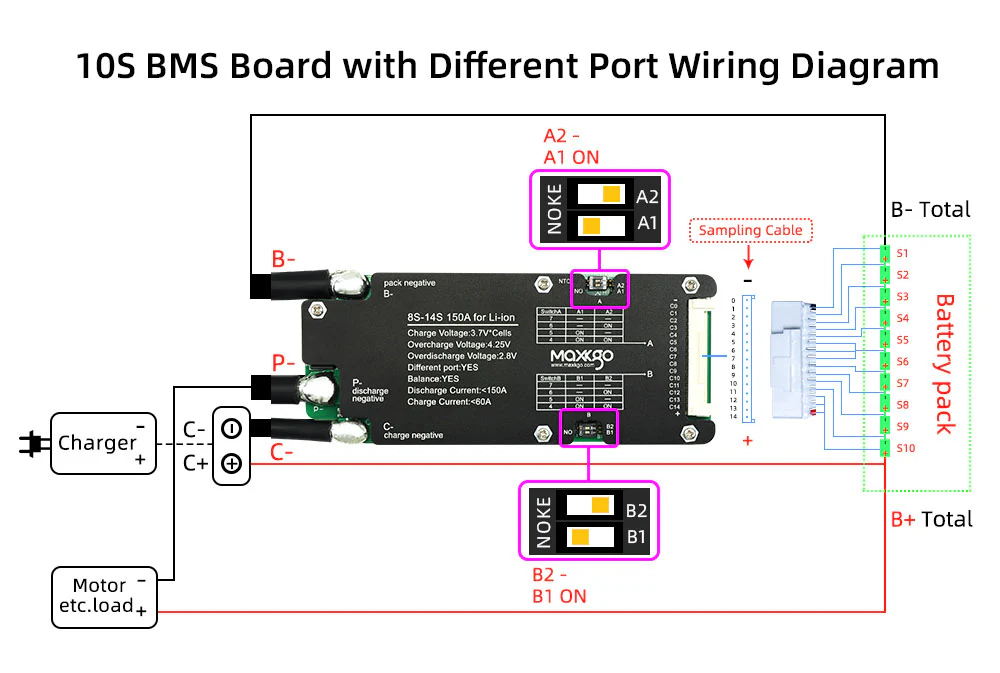 10S BMS Board with Different Port Wiring Diagram
A2 -
A1 ON
NOKE
A2
A1
Sampling Cable
-
B- Total
B-
pack negative
B-
NTC
NO
A2
A1
A
8S-14S 150A for Li-ion
Charge Voltage:3.7V*Cells
Overcharge Voltage:4.25V
Overdischarge Voltage:2.8V
Different port:YES
Balance:YES
Discharge Current:<150A
Charge Current:<60A
SwitchA A1 A2
7 — —
6 — ON
5 ON —
4 ON ON
A
MAXKGO
www.maxkgo.com
B
SwitchB B1 B2
7 — —
6 — ON
5 ON —
4 ON ON
B
NO
B2
B1
P-
P-
discharge
negative
P-
C-
charge negative
C-
-
C0
C1
C2
C3
C4
C5
C6
C7
C8
C9
C10
C11
C12
C13
C14
+
0
1
2
3
4
5
6
7
8
9
10
11
12
13
14
+
S1
S2
S3
S4
S5
S6
S7
S8
S9
S10
Battery pack
B+ Total
Charger
-
+
C-
C+
NOKE
B2
B1
B2 -
B1 ON
Motor -
etc.load +